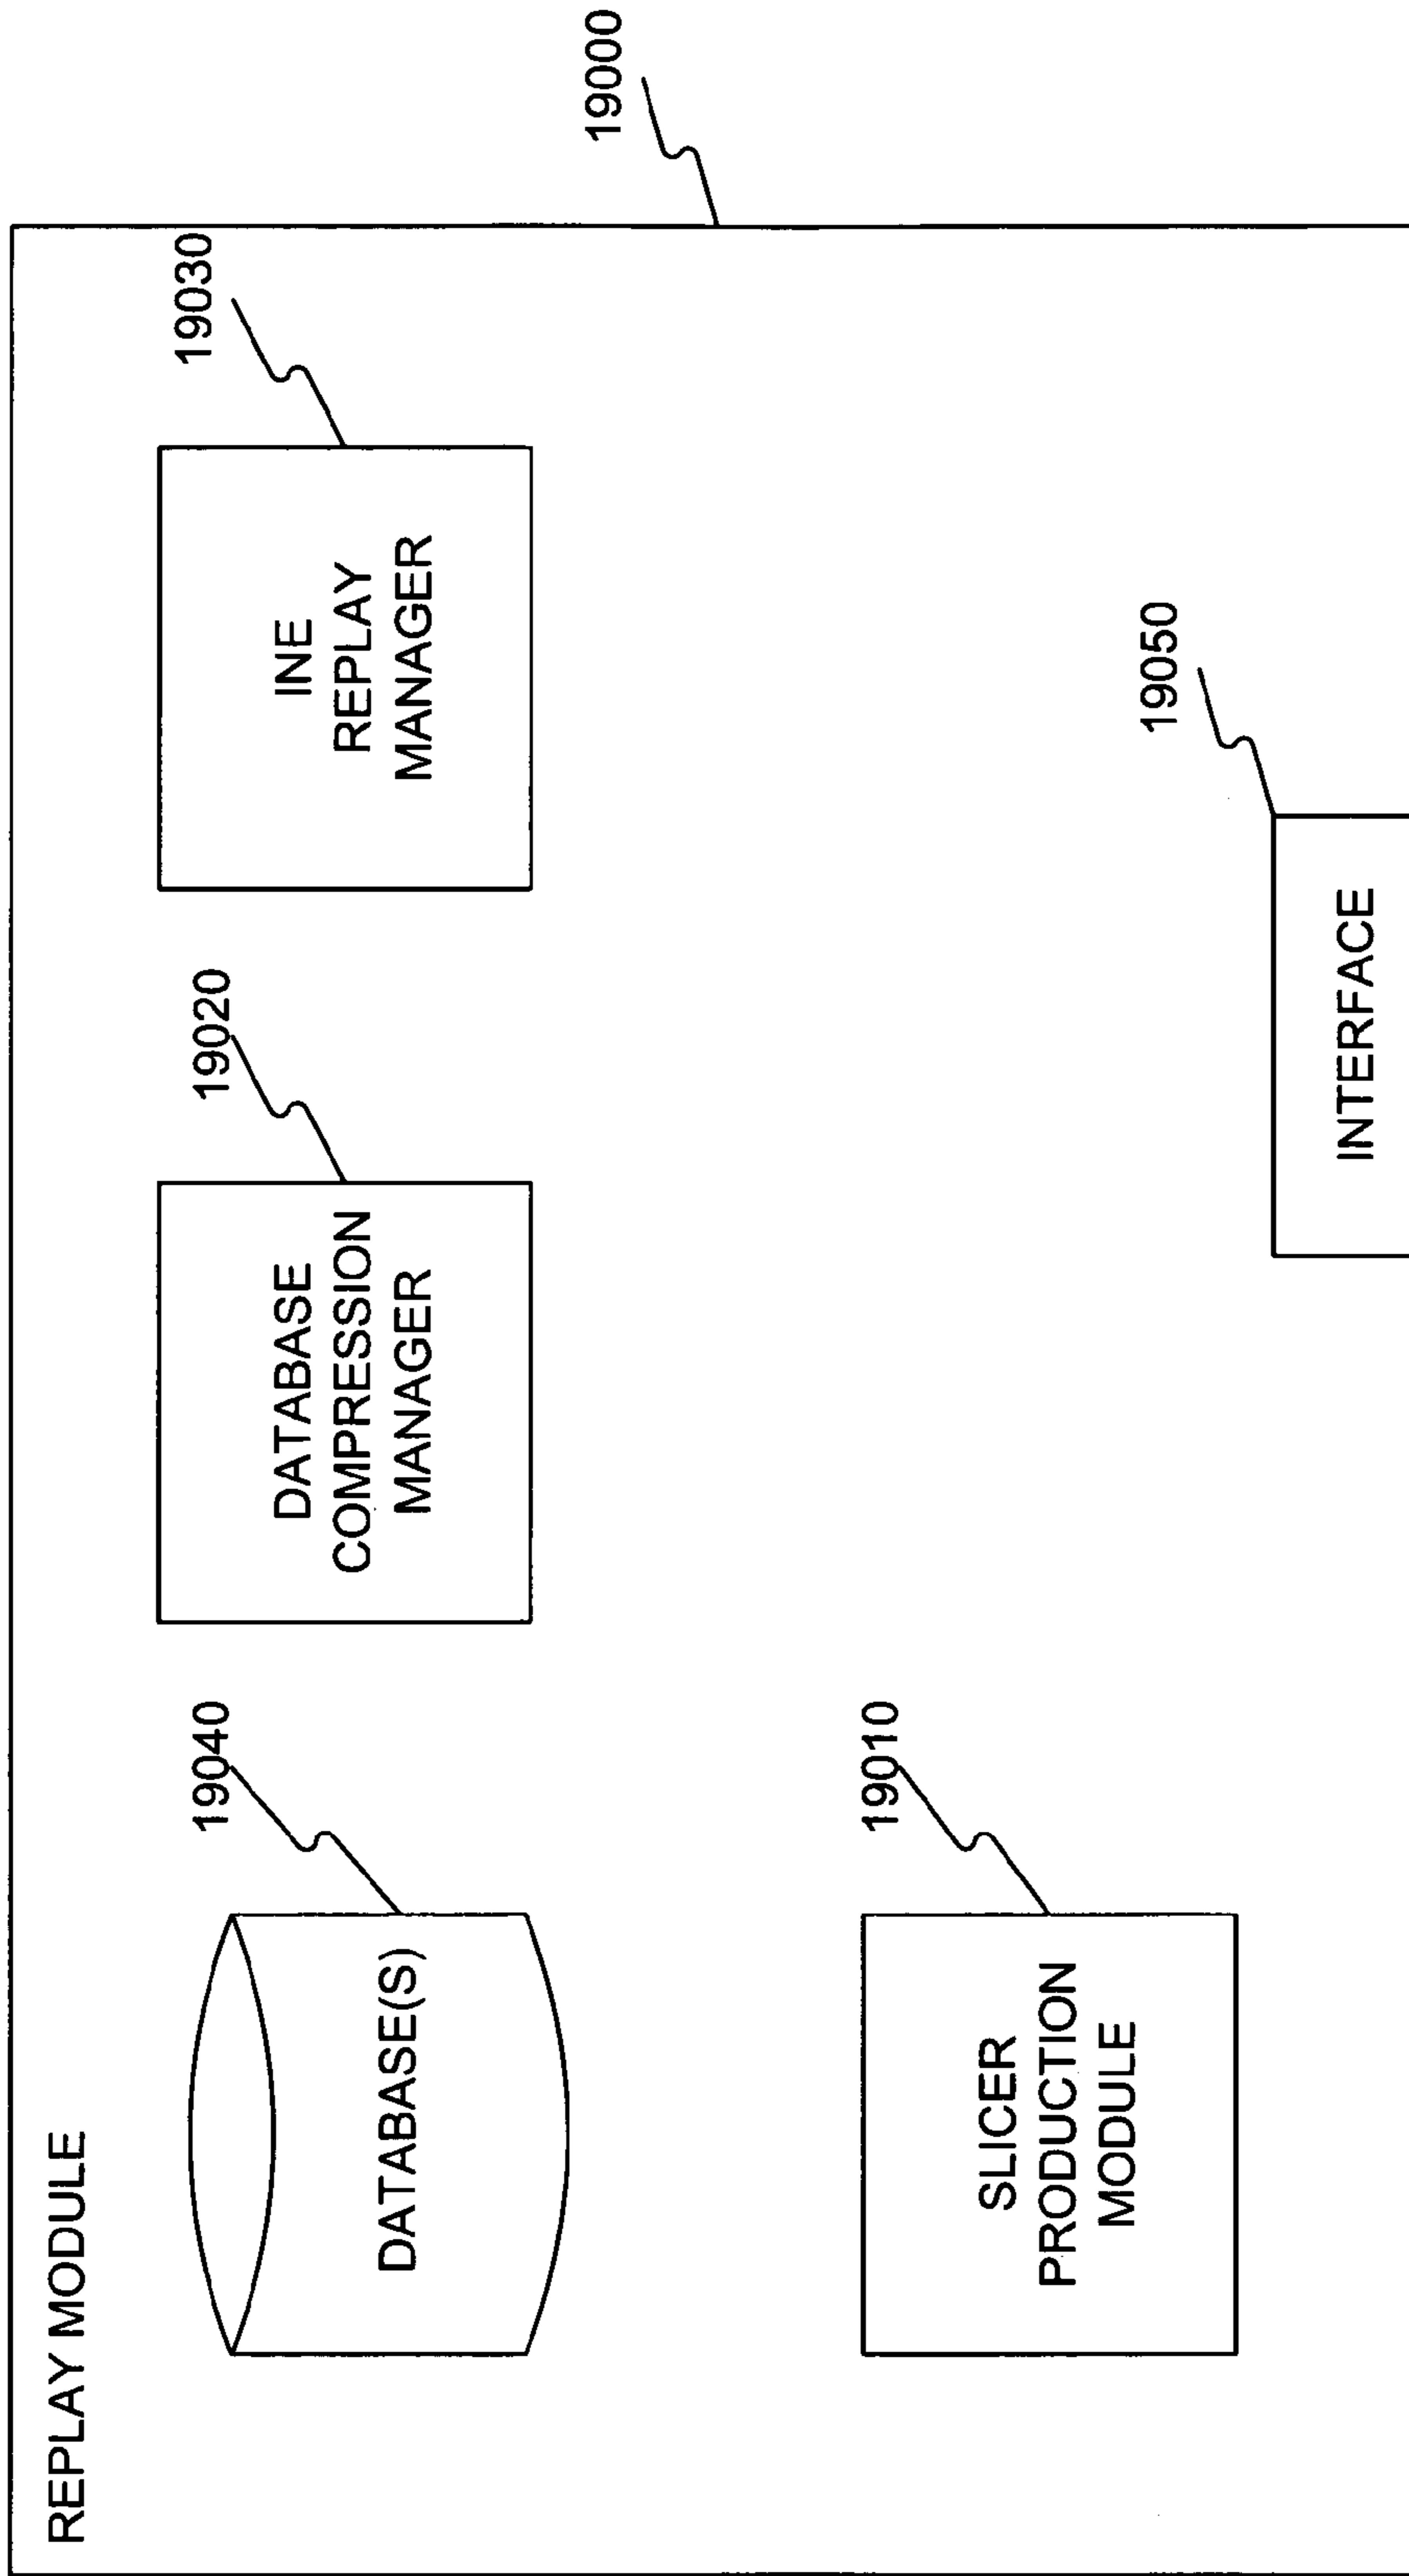 REPLAY MODULE
19040
DATABASE(S)
19020
DATABASE
COMPRESSION
MANAGER
19030
INE
REPLAY
MANAGER
19000
19010
SLICER
PRODUCTION
MODULE
19050
INTERFACE